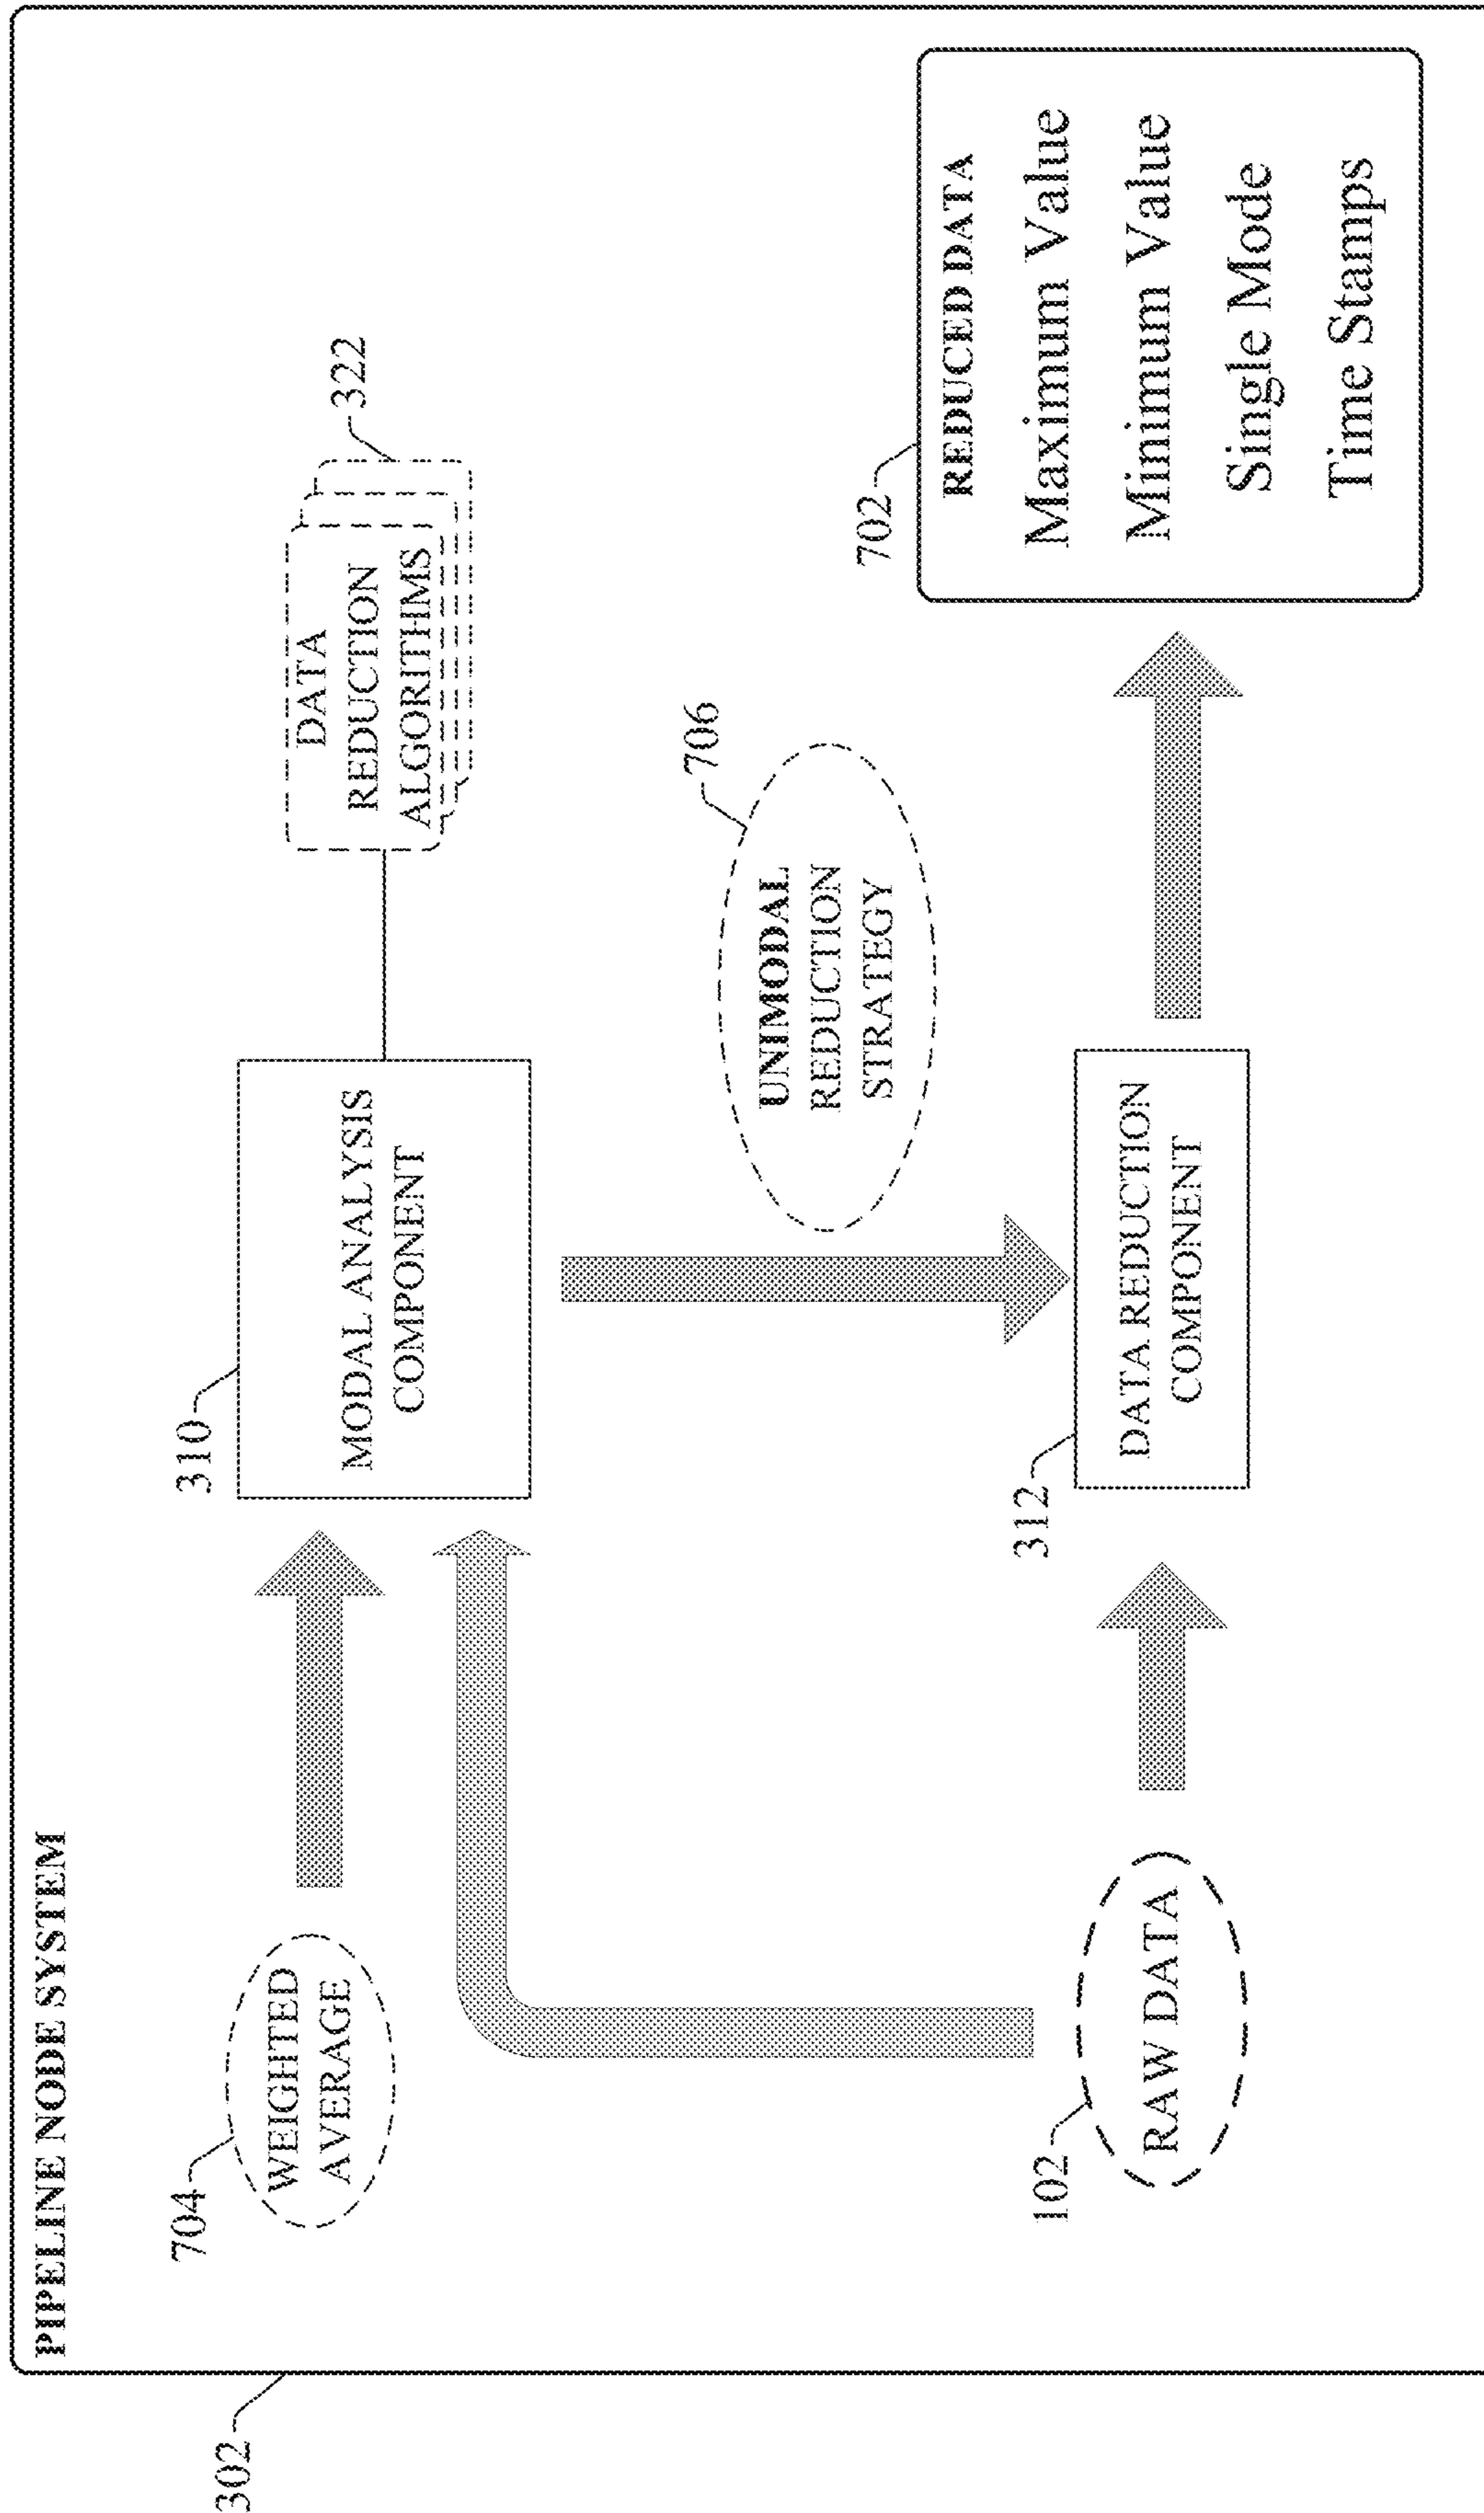 PIPELINE NODE SYSTEM
302
704
WEIGHTED
AVERAGE
310
MODAL ANALYSIS
COMPONENT
DATA
REDUCTION
ALGORITHMS
322
706
UNIMODAL
REDUCTION
STRATEGY
102
RAW DATA
312
DATA REDUCTION
COMPONENT
702
REDUCED DATA
Maximum Value
Minimum Value
Single Mode
Time Stamps